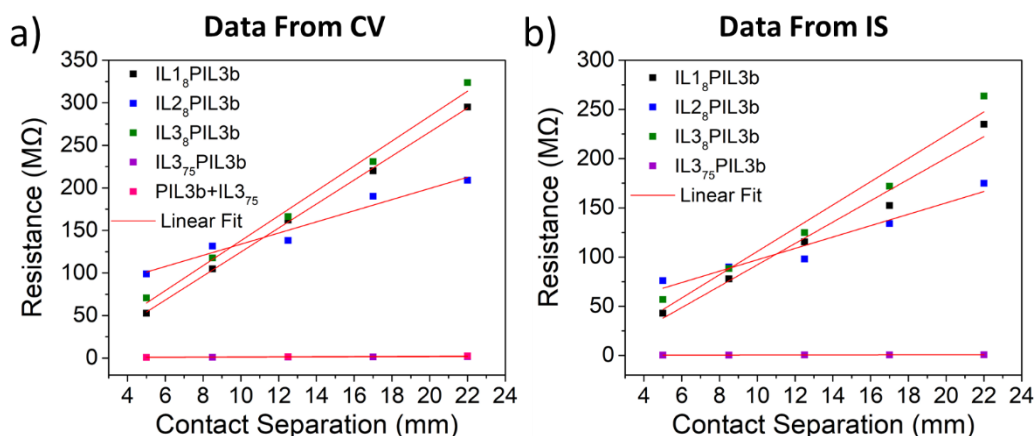 a) Data From CV
350
300
250
200
150
100
50
0
Resistance (MΩ)
IL1₈PIL3b
IL2₈PIL3b
IL3₈PIL3b
IL3₇₅PIL3b
PIL3b+IL3₇₅
Linear Fit
4 6 8 10 12 14 16 18 20 22 24
Contact Separation (mm)
b) Data From IS
300
250
200
150
100
50
0
Resistance (MΩ)
IL1₈PIL3b
IL2₈PIL3b
IL3₈PIL3b
IL3₇₅PIL3b
Linear Fit
4 6 8 10 12 14 16 18 20 22 24
Contact Separation (mm)